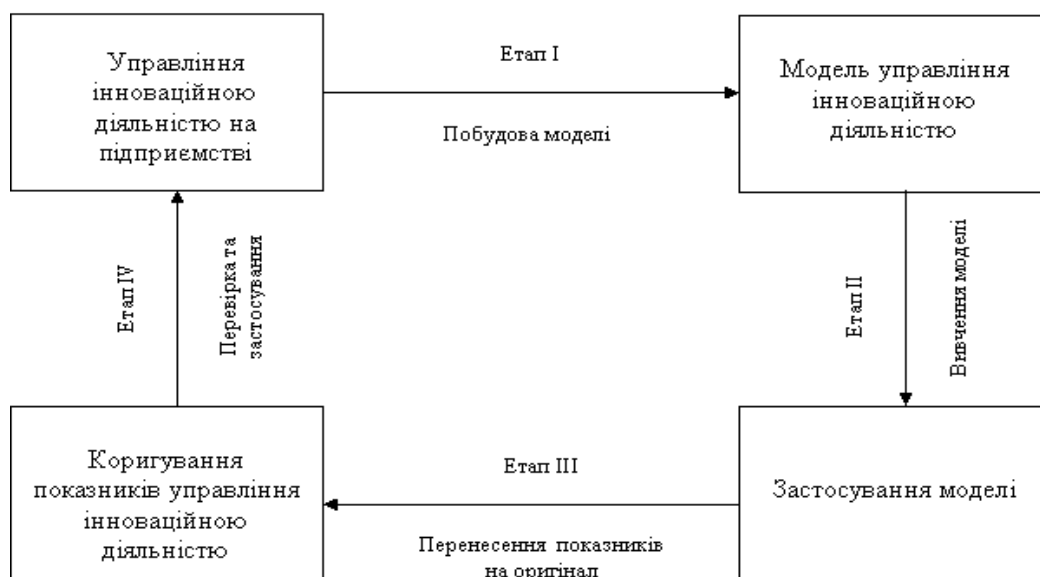 Управління
інноваційною
діяльністю на
підприємстві
Етап I
Побудова моделі
Модель управління
інноваційною
діяльністю
Етап IV
Перевірка та
застосування
Етап II
Вивчення моделі
Коригування
показників управління
інноваційною
діяльністю
Етап III
Перенесення показників
на оригінал
Застосування моделі